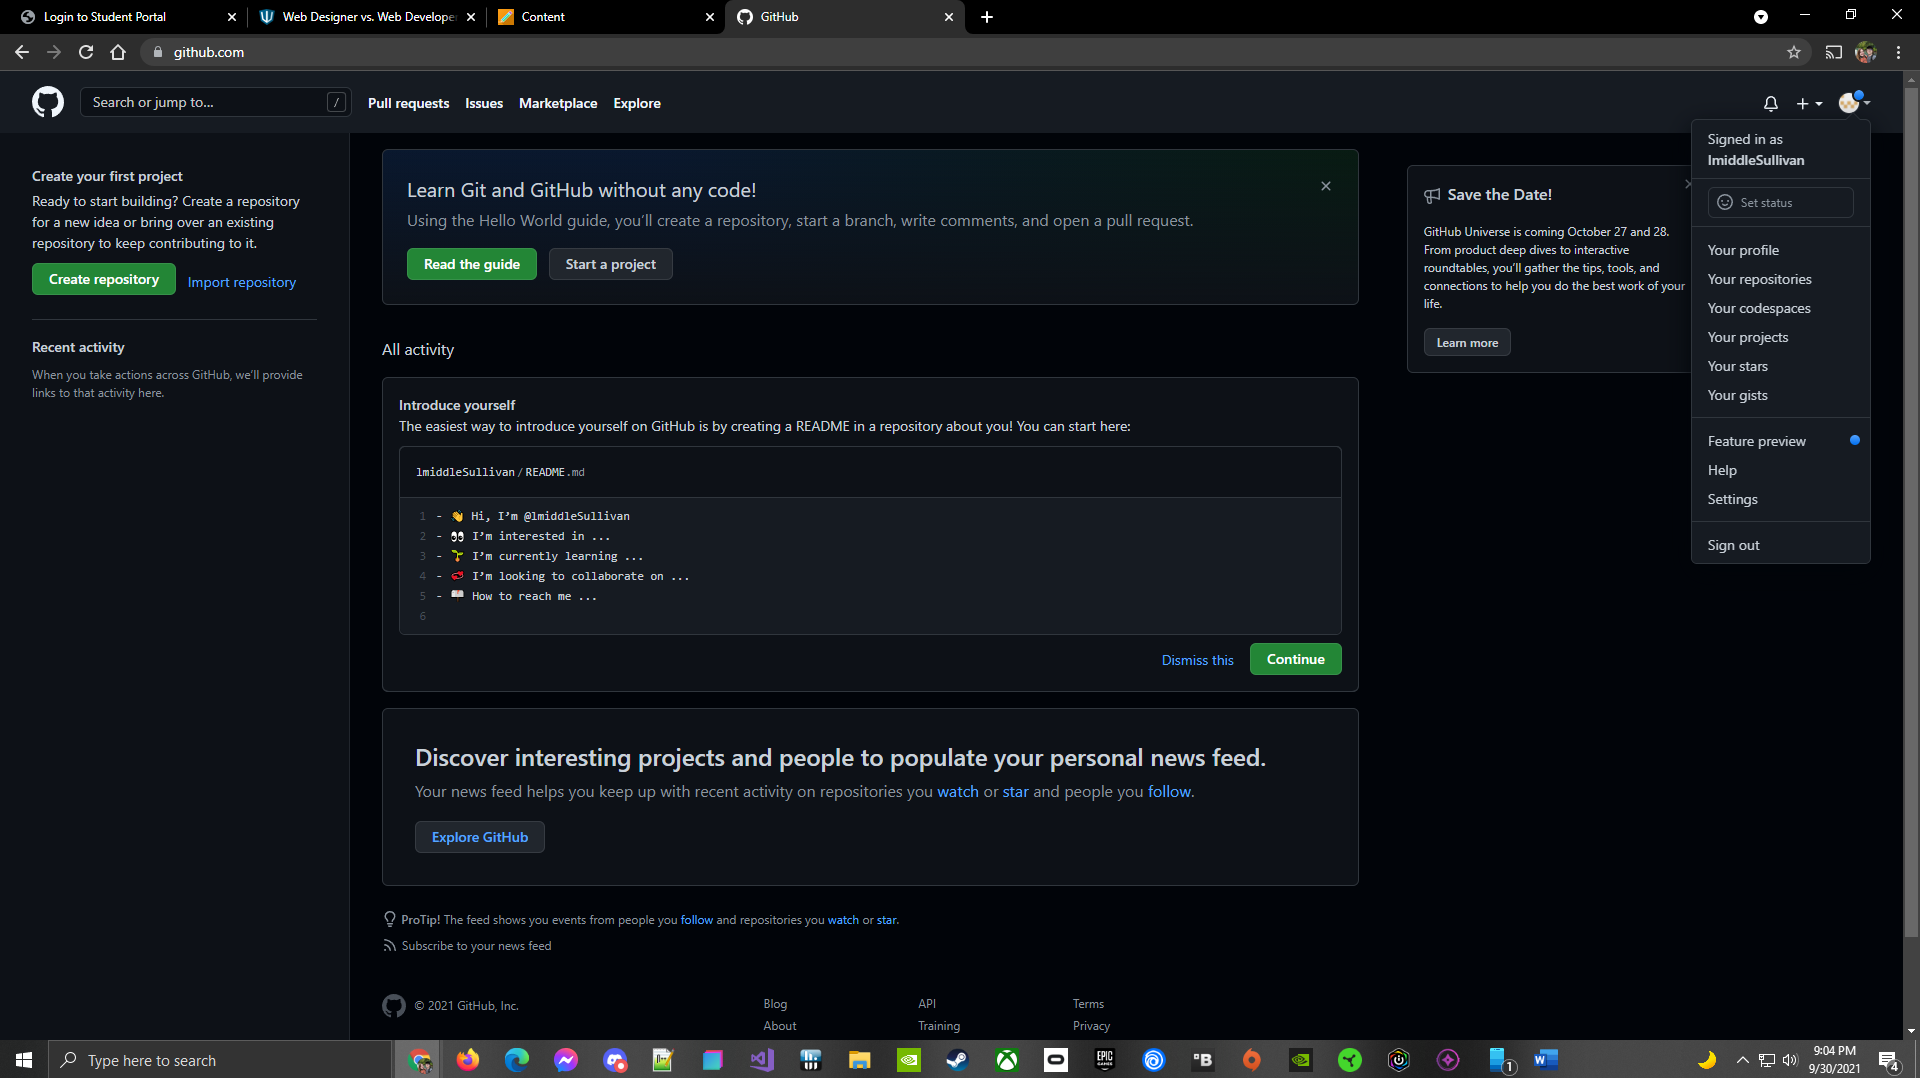 Login to Student Portal
Web Designer vs. Web Develope
Content
GitHub
github.com
Search or jump to...
/
Pull requests
Issues
Marketplace
Explore
Create your first project
Ready to start building? Create a repository
for a new idea or bring over an existing
repository to keep contributing to it.
Create repository
Import repository
Recent activity
When you take actions across GitHub, we'll provide
links to that activity here.
Learn Git and GitHub without any code!
Using the Hello World guide, you'll create a repository, start a branch, write comments, and open a pull request.
Read the guide
Start a project
All activity
Introduce yourself
The easiest way to introduce yourself on GitHub is by creating a README in a repository about you! You can start here:
lmiddleSullivan/README.md
1 - 👋 Hi, I'm @lmiddleSullivan
2 - 👀 I'm interested in ...
3 - 🌱 I'm currently learning ...
4 - 💞️ I'm looking to collaborate on ...
5 - 📫 How to reach me ...
6
Dismiss this
Continue
Discover interesting projects and people to populate your personal news feed.
Your news feed helps you keep up with recent activity on repositories you watch or star and people you follow.
Explore GitHub
ProTip! The feed shows you events from people you follow and repositories you watch or star.
Subscribe to your news feed
© 2021 GitHub, Inc.
Blog
About
API
Training
Terms
Privacy
Save the Date!
GitHub Universe is coming October 27 and 28.
From product deep dives to interactive
roundtables, you'll gather the tips, tools, and
connections to help you do the best work of your
life.
Learn more
Signed in as
lmiddleSullivan
Set status
Your profile
Your repositories
Your codespaces
Your projects
Your stars
Your gists
Feature preview
Help
Settings
Sign out
Type here to search
EPIC GAMES
B
1
W
9:04 PM
9/30/2021
4